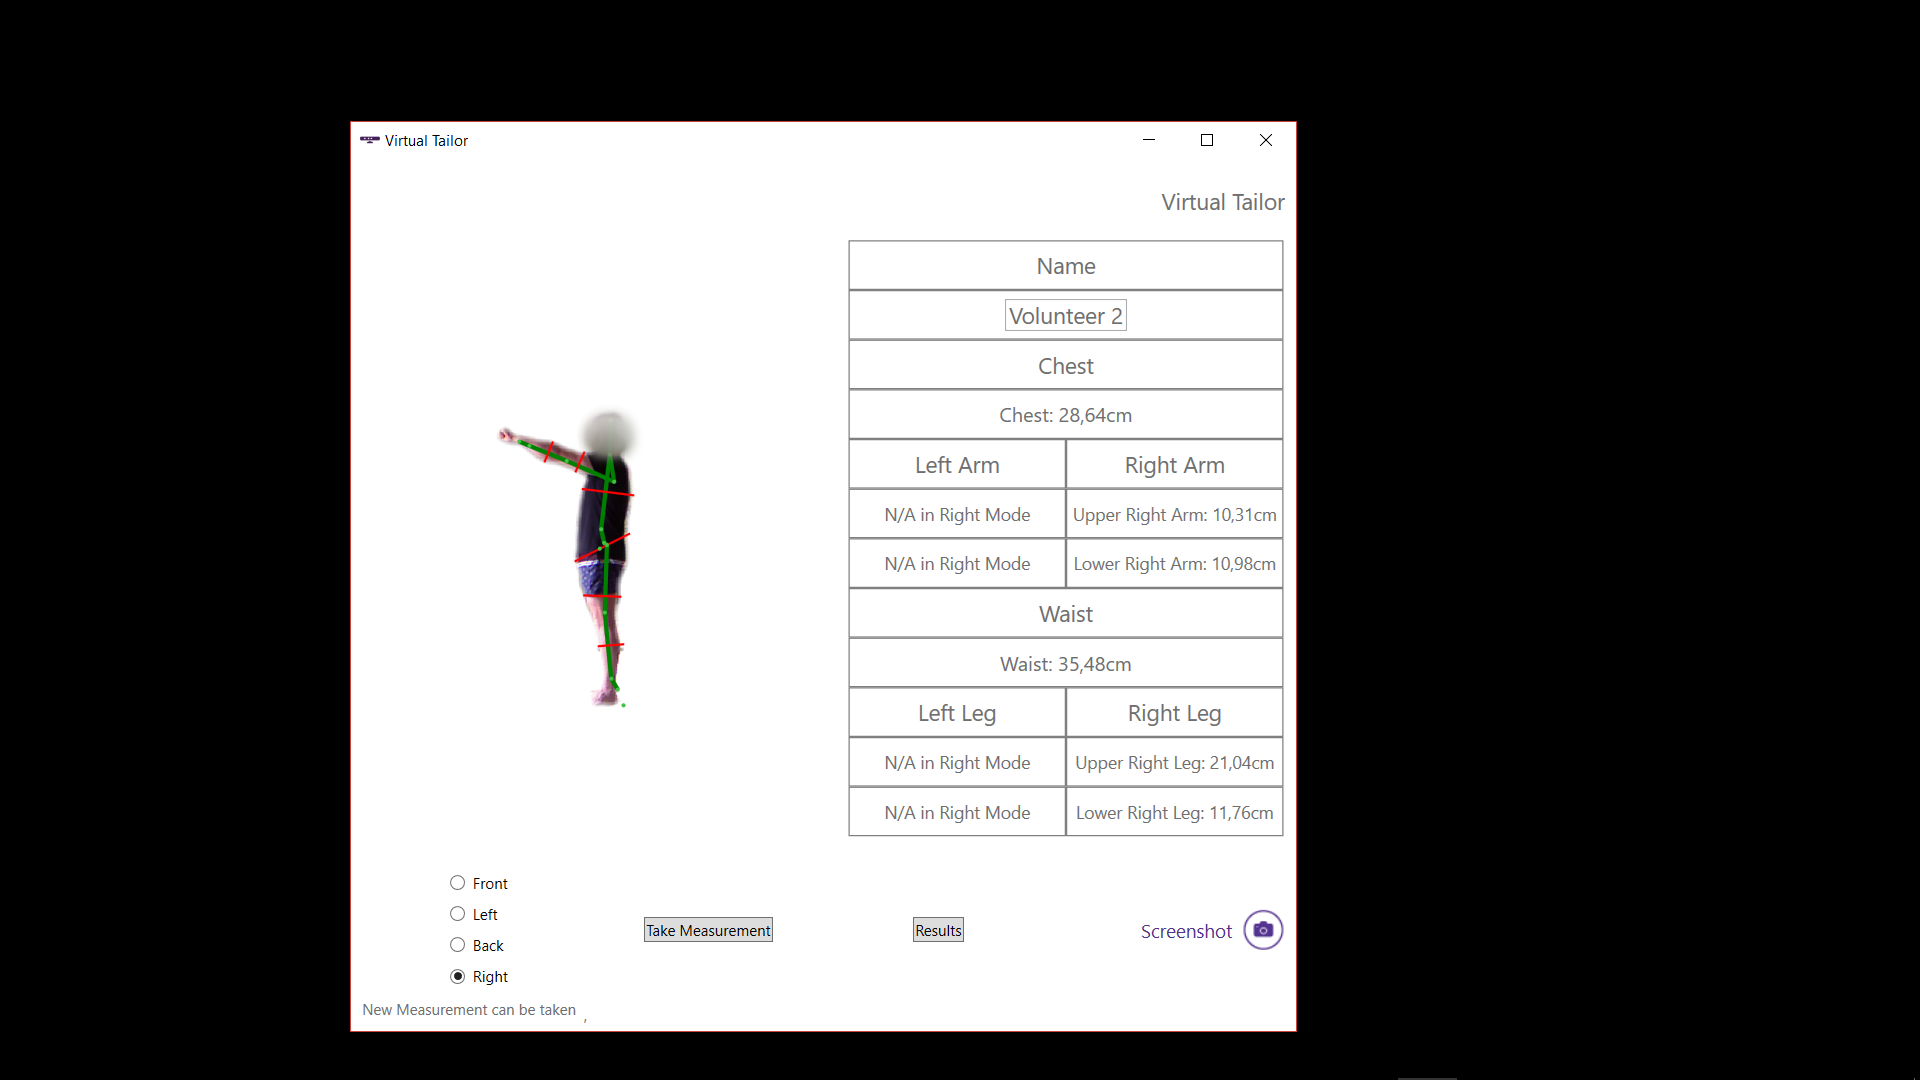 Virtual Tailor
Virtual Tailor
Name
Volunteer 2
Chest
Chest: 28,64cm
Left Arm Right Arm
N/A in Right Mode Upper Right Arm: 10,31cm
N/A in Right Mode Lower Right Arm: 10,98cm
Waist
Waist: 35,48cm
Left Leg Right Leg
N/A in Right Mode Upper Right Leg: 21,04cm
N/A in Right Mode Lower Right Leg: 11,76cm
Front
Left
Back
Right
Take Measurement
Results
Screenshot
New Measurement can be taken ,